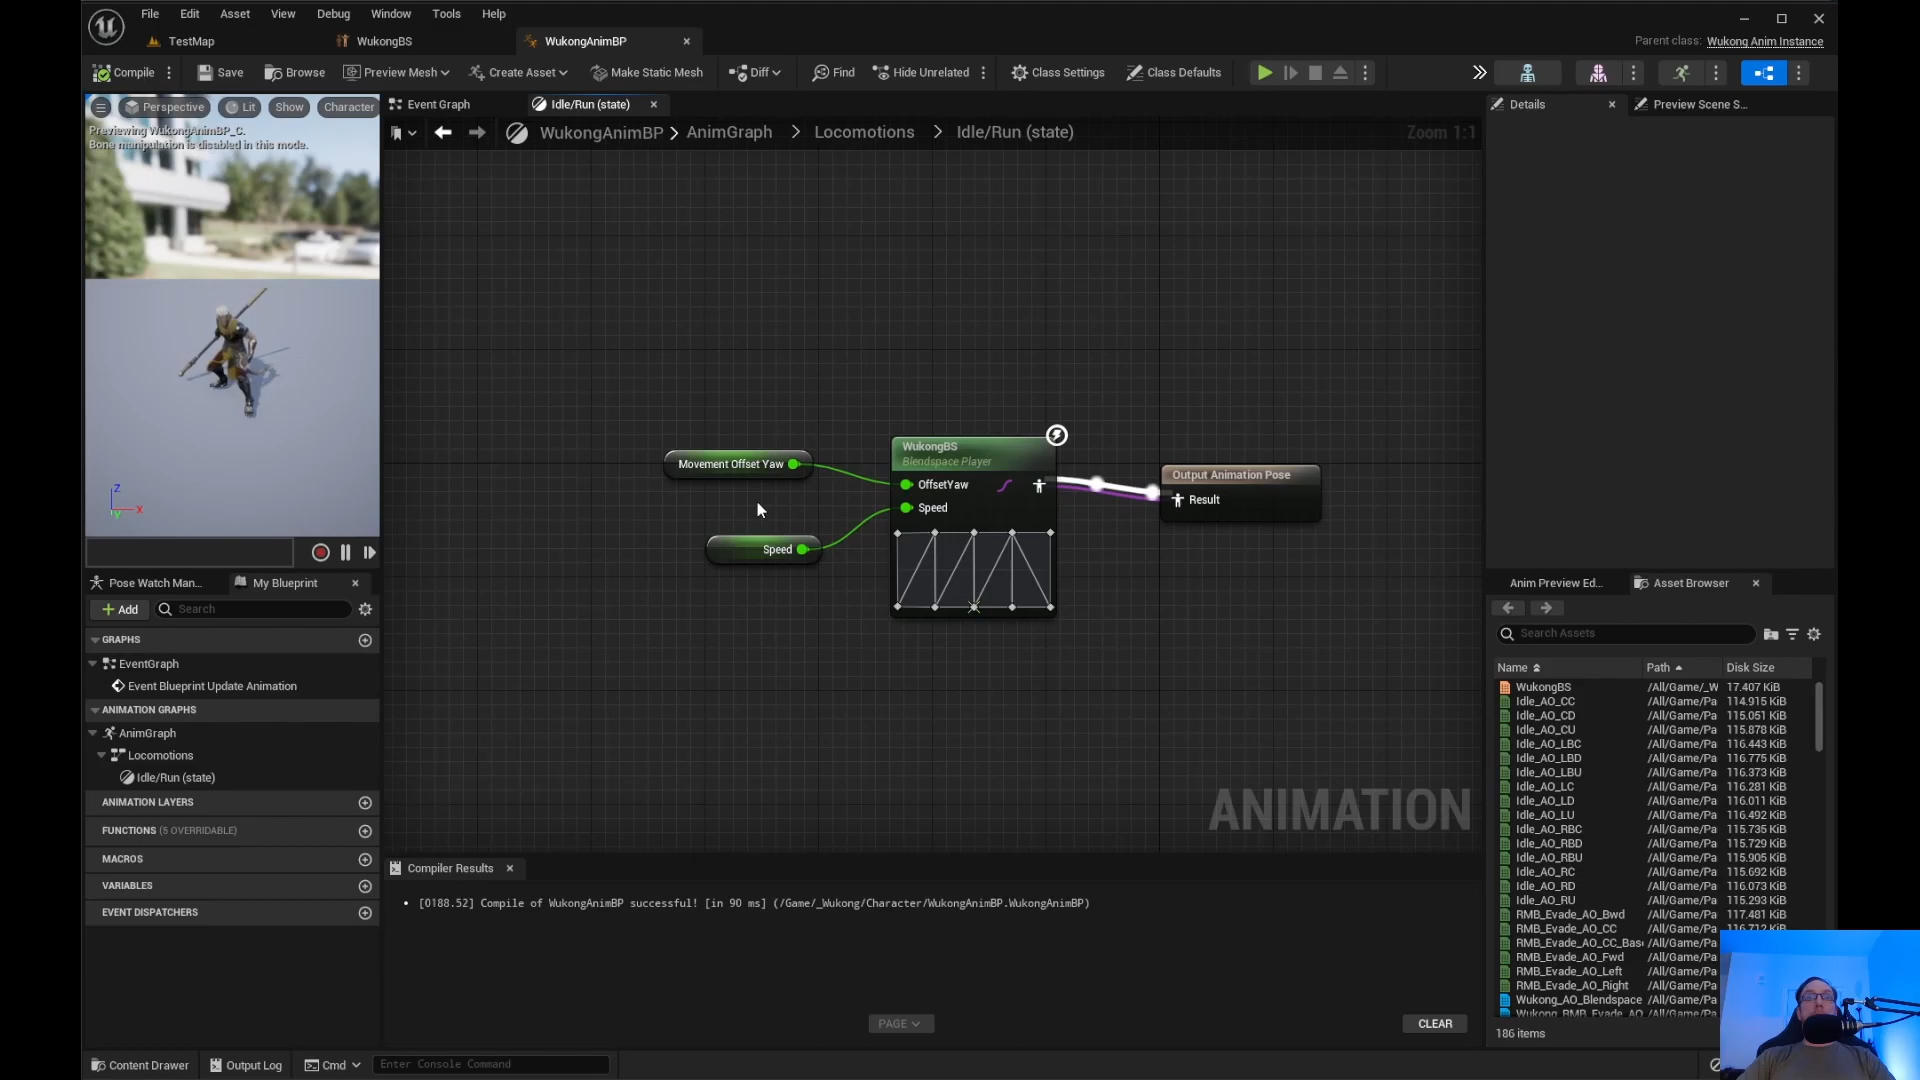 File Edit Asset View Debug Window Tools Help
TestMap WukongBS WukongAnimBP
Parent class: Wukong Anim Instance
Compile Save Browse Preview Mesh Create Asset Make Static Mesh Diff Find Hide Unrelated Class Settings Class Defaults
Perspective Lit Show Character
Previewing WukongAnimBP_C.
Bone manipulation is disabled in this mode.
Event Graph Idle/Run (state)
WukongAnimBP > AnimGraph > Locomotions > Idle/Run (state)
Zoom 1:1
Details Preview Scene S...
Z
X
Y
Movement Offset Yaw
Speed
WukongBS
Blendspace Player
OffsetYaw
Speed
Output Animation Pose
Result
ANIMATION
Pose Watch Man... My Blueprint
Add Search
GRAPHS
EventGraph
Event Blueprint Update Animation
ANIMATION GRAPHS
AnimGraph
Locomotions
Idle/Run (state)
ANIMATION LAYERS
FUNCTIONS (5 OVERRIDABLE)
MACROS
VARIABLES
EVENT DISPATCHERS
Compiler Results
[0188.52] Compile of WukongAnimBP successful! [in 90 ms] (/Game/_Wukong/Character/WukongAnimBP.WukongAnimBP)
PAGE
CLEAR
Anim Preview Ed... Asset Browser
Search Assets
Name Path Disk Size
WukongBS /All/Game/_W 17.407 KiB
Idle_AO_CC /All/Game/Pa 114.915 KiB
Idle_AO_CD /All/Game/Pa 115.051 KiB
Idle_AO_CU /All/Game/Pa 115.878 KiB
Idle_AO_LBC /All/Game/Pa 116.443 KiB
Idle_AO_LBD /All/Game/Pa 116.775 KiB
Idle_AO_LBU /All/Game/Pa 116.373 KiB
Idle_AO_LC /All/Game/Pa 116.281 KiB
Idle_AO_LD /All/Game/Pa 116.011 KiB
Idle_AO_LU /All/Game/Pa 116.492 KiB
Idle_AO_RBC /All/Game/Pa 115.735 KiB
Idle_AO_RBD /All/Game/Pa 115.729 KiB
Idle_AO_RBU /All/Game/Pa 115.905 KiB
Idle_AO_RC /All/Game/Pa 115.692 KiB
Idle_AO_RD /All/Game/Pa 116.073 KiB
Idle_AO_RU /All/Game/Pa 115.293 KiB
RMB_Evade_AO_Bwd /All/Game/Pa 117.481 KiB
RMB_Evade_AO_CC /All/Game/Pa 116.712 KiB
RMB_Evade_AO_CC_Base /All/Game/Pa
RMB_Evade_AO_Fwd /All/Game/Pa
RMB_Evade_AO_Left /All/Game/Pa
RMB_Evade_AO_Right /All/Game/Pa
Wukong_AO_Blendspace /All/Game/Pa
Wukong_RMB_Evade_AO /All/Game/Pa
186 items
Content Drawer Output Log Cmd Enter Console Command